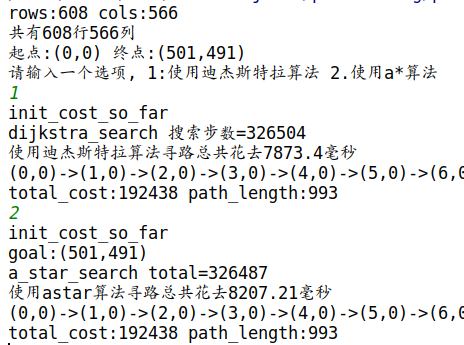 rows:608 cols:566
共有608行566列
起点:(0,0) 终点:(501,491)
请输入一个选项, 1:使用迪杰斯特拉算法 2.使用a*算法
1
init_cost_so_far
dijkstra_search 搜索步数=326504
使用迪杰斯特拉算法寻路总共花去7873.4毫秒
(0,0)->(1,0)->(2,0)->(3,0)->(4,0)->(5,0)->(6,0
total_cost:192438 path_length:993
2
init_cost_so_far
goal:(501,491)
a_star_search total=326487
使用astar算法寻路总共花去8207.21毫秒
(0,0)->(1,0)->(2,0)->(3,0)->(4,0)->(5,0)->(6,0
total_cost:192438 path_length:993